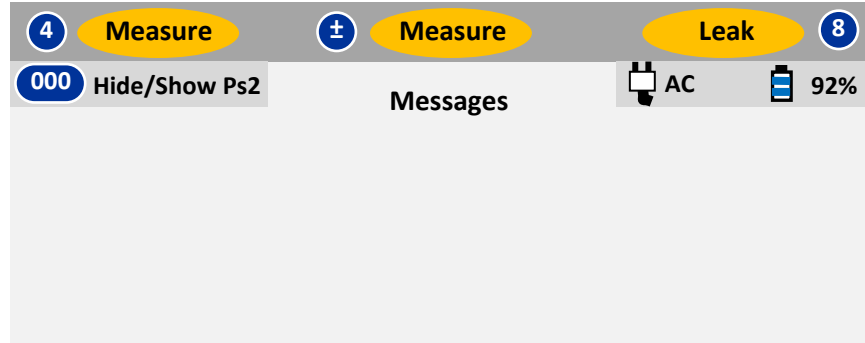 4 Measure ± Measure Leak 8
000 Hide/Show Ps2 Messages AC 92%